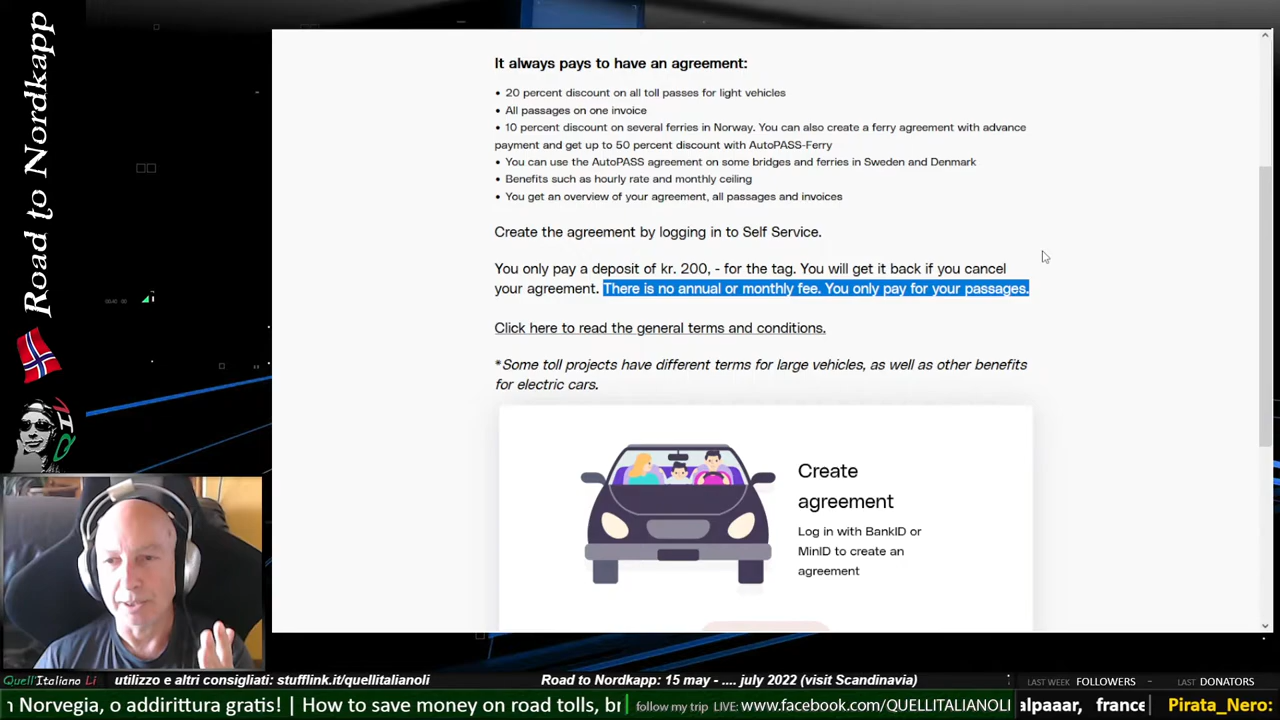 Road to Nordkapp
It always pays to have an agreement:
• 20 percent discount on all toll passes for light vehicles
• All passages on one invoice
• 10 percent discount on several ferries in Norway. You can also create a ferry agreement with advance
payment and get up to 50 percent discount with AutoPASS-Ferry
• You can use the AutoPASS agreement on some bridges and ferries in Sweden and Denmark
• Benefits such as hourly rate and monthly ceiling
• You get an overview of your agreement, all passages and invoices
Create the agreement by logging in to Self Service.
You only pay a deposit of kr. 200, - for the tag. You will get it back if you cancel
your agreement. There is no annual or monthly fee. You only pay for your passages.
Click here to read the general terms and conditions.
*Some toll projects have different terms for large vehicles, as well as other benefits
for electric cars.
Create
agreement
Log in with BankID or
MinID to create an
agreement
QIL
Quell'Italiano Li
utilizzo e altri consigliati: stufflink.it/quellitalianoli
Road to Nordkapp: 15 may - .... july 2022 (visit Scandinavia)
LAST WEEK FOLLOWERS -
LAST DONATORS
n Norvegia, o addirittura gratis! | How to save money on road tolls, br
follow my trip LIVE: www.facebook.com/QUELLITALIANOLI
alpaaar, france
Pirata_Nero: